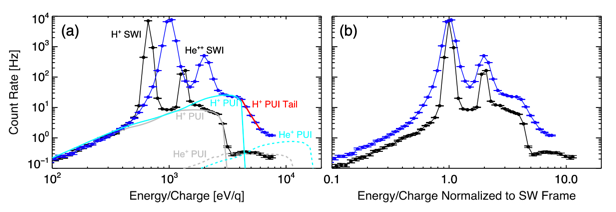 (a)
H⁺ SWI
He⁺⁺ SWI
H⁺ PUI
H⁺ PUI Tail
H⁺ PUI
He⁺ PUI
He⁺ PUI
Count Rate [Hz]
10⁴
10³
10²
10¹
10⁰
10⁻¹
10² 10³ 10⁴
Energy/Charge [eV/q]
(b)
0.1 1.0 10.0
Energy/Charge Normalized to SW Frame